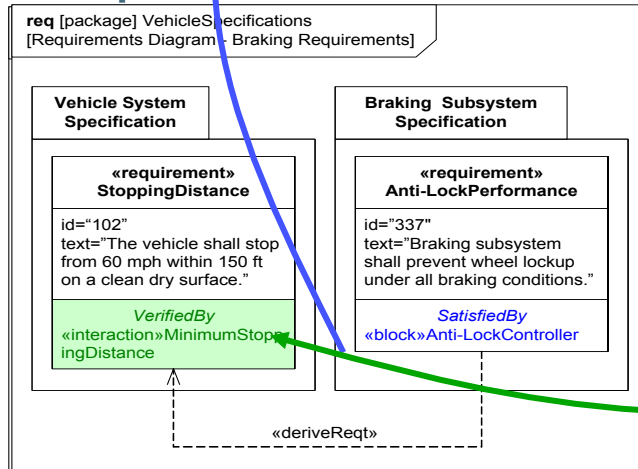 req [package] VehicleSpecifications
[Requirements Diagram - Braking Requirements]
Vehicle System
Specification
Braking Subsystem
Specification
«requirement»
StoppingDistance
id=“102”
text=”The vehicle shall stop
from 60 mph within 150 ft
on a clean dry surface.”
VerifiedBy
«interaction»MinimumStopp
ingDistance
«requirement»
Anti-LockPerformance
id=”337"
text=”Braking subsystem
shall prevent wheel lockup
under all braking conditions.”
SatisfiedBy
«block»Anti-LockController
«deriveReqt»